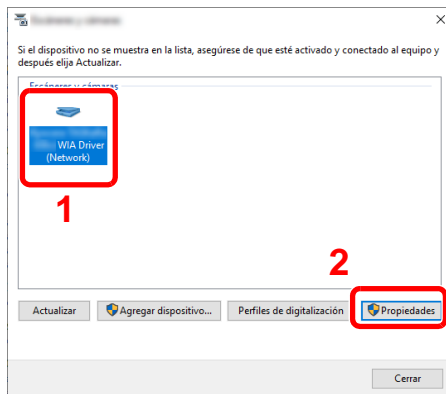 Si el dispositivo no se muestra en la lista, asegúrese de que esté activado y conectado al equipo y
después elija Actualizar.
Escáneres y cámaras
WIA Driver
(Network)
1
2
Actualizar
Agregar dispositivo...
Perfiles de digitalización
Propiedades
Cerrar